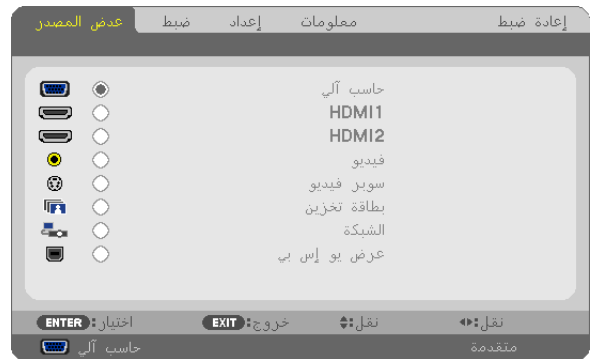 عدض المصدر ضبط إعداد معلومات إعادة ضبط
حاسب آلي
HDMI1
HDMI2
فيديو
سوبر فيديو
بطاقة تخزين
الشبكة
عرض يو إس بي
ENTER :اختيار EXIT :خروج نقل: نقل:
حاسب آلي متقدمة